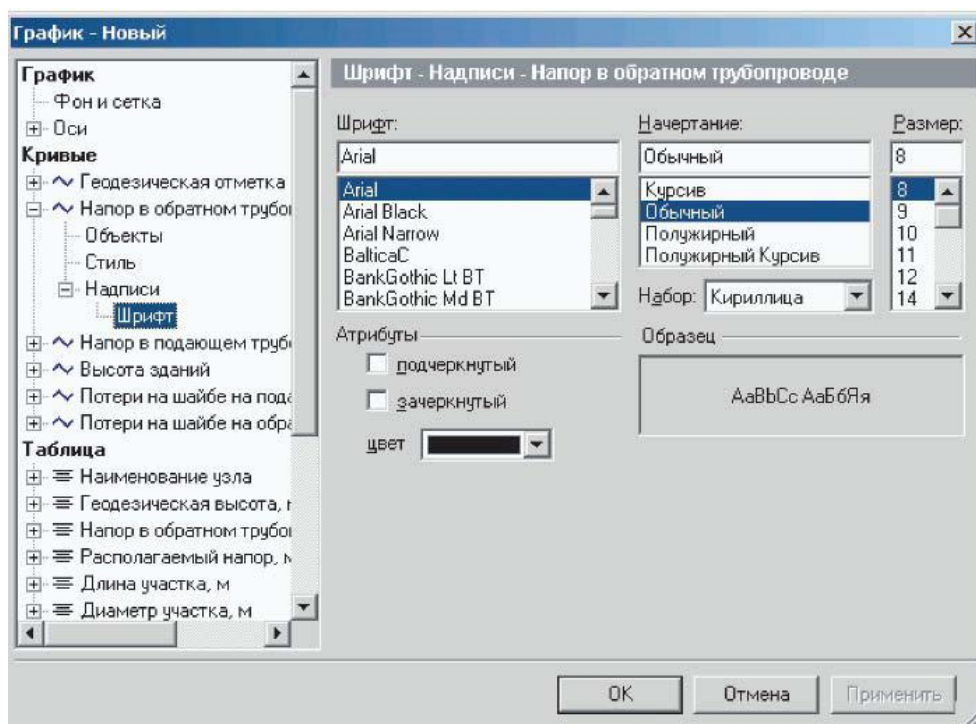 График - Новый
График
Фон и сетка
Оси
Кривые
Геодезическая отметка
Напор в обратном трубо
Объекты
Стиль
Надписи
Шрифт
Напор в подающем труб
Высота зданий
Потери на шайбе на пода
Потери на шайбе на обра
Таблица
Наименование узла
Геодезическая высота,
Напор в обратном трубо
Располагаемый напор, м
Длина участка, м
Диаметр участка, м
Шрифт - Надписи - Напор в обратном трубопроводе
Шрифт:
Arial
Arial
Arial Black
Arial Narrow
BalticaC
BankGothic Lt BT
BankGothic Md BT
Начертание:
Обычный
Курсив
Обычный
Полужирный
Полужирный Курсив
Размер:
8
8
9
10
11
12
14
Набор: Кириллица
Атрибуты
подчеркнутый
зачеркнутый
цвет
Образец
AaBbCc АаБбЯя
OK Отмена Применить